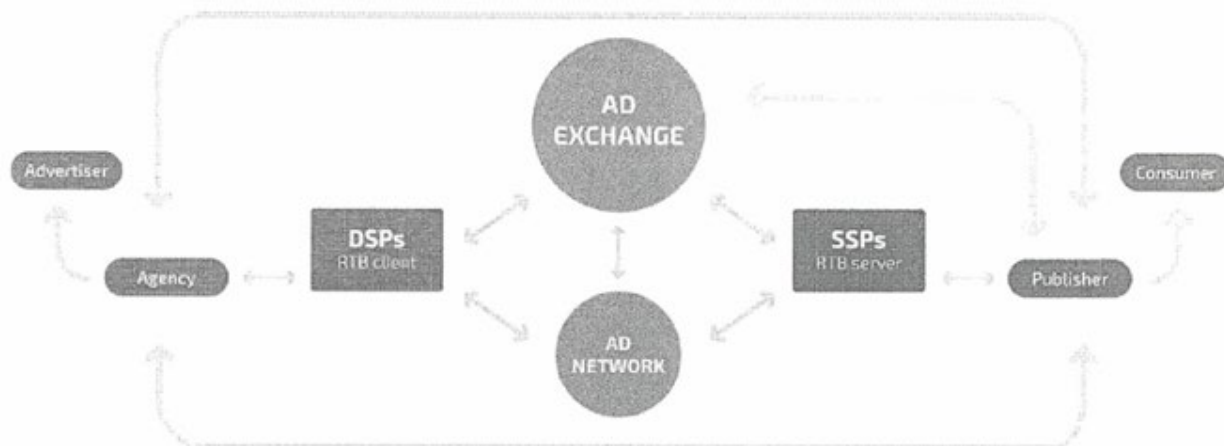 AD
EXCHANGE
Advertiser
Consumer
DSPs
RTB client
SSPs
RTB server
Agency
Publisher
AD
NETWORK